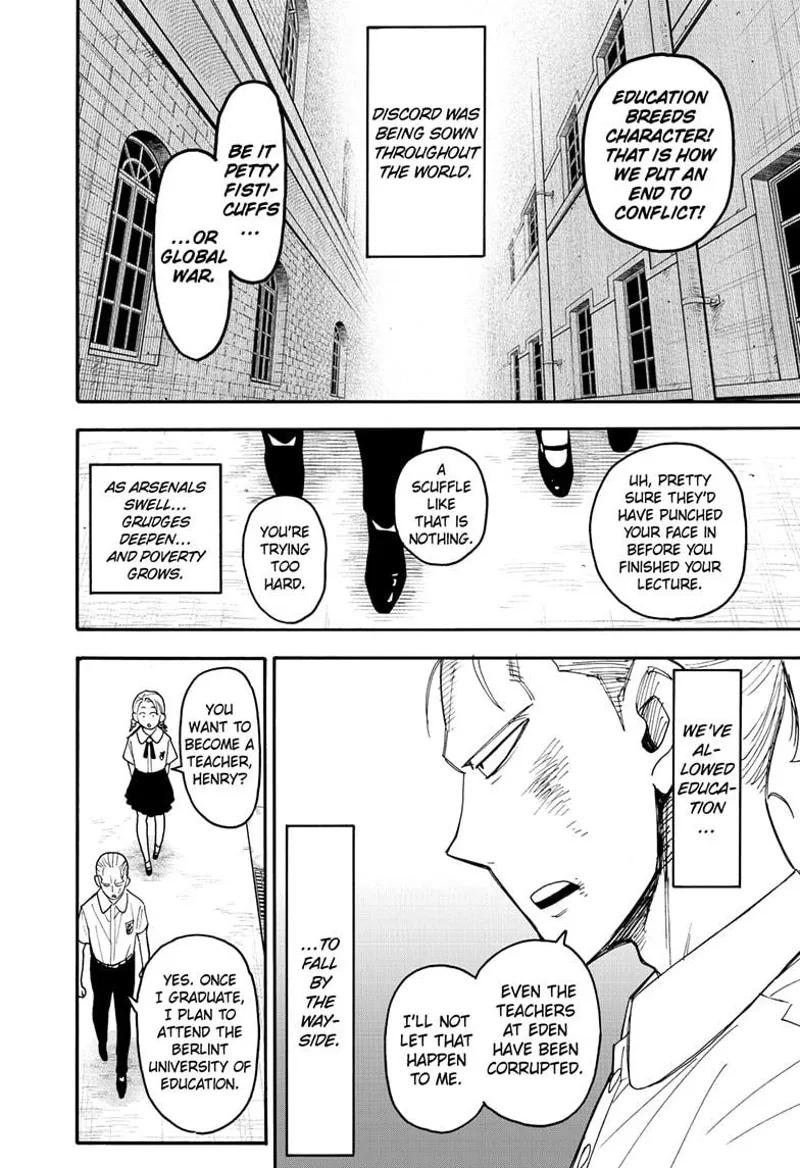 EDUCATION
BREEDS
CHARACTER!
THAT IS HOW
WE PUT AN
END TO
CONFLICT!
DISCORD WAS
BEING SOWN
THROUGHOUT
THE WORLD.
BE IT
PETTY
FISTI-
CUFFS
...
...OR
GLOBAL
WAR.
UH, PRETTY
SURE THEY'D
HAVE PUNCHED
YOUR FACE IN
BEFORE YOU
FINISHED YOUR
LECTURE.
A
SCUFFLE
LIKE
THAT IS
NOTHING.
YOU'RE
TRYING
TOO
HARD.
AS ARSENALS
SWELL...
GRUDGES
DEEPEN...
...AND POVERTY
GROWS.
WE'VE
AL-
LOWED
EDUCA-
TION
...
EVEN THE
TEACHERS
AT EDEN
HAVE BEEN
CORRUPTED.
I'LL NOT
LET THAT
HAPPEN
TO ME.
...TO
FALL BY
THE
WAY-
SIDE.
YOU
WANT TO
BECOME A
TEACHER,
HENRY?
YES. ONCE
I GRADUATE,
I PLAN TO
ATTEND THE
BERLINT
UNIVERSITY OF
EDUCATION.